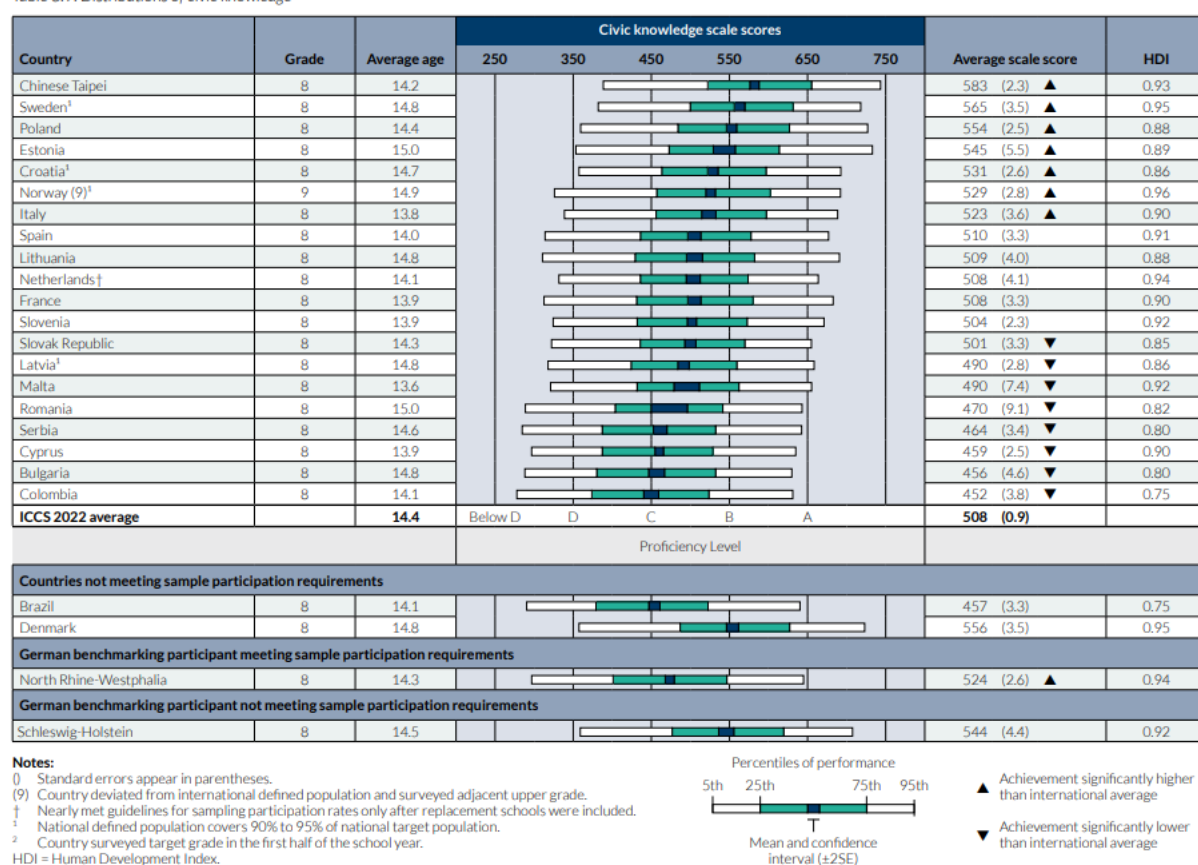 Table 3.4: Distributions of civic knowledge
Civic knowledge scale scores
Country Grade Average age 250 350 450 550 650 750 Average scale score HDI
Chinese Taipei 8 14.2 583 (2.3) ▲ 0.93
Sweden¹ 8 14.8 565 (3.5) ▲ 0.95
Poland 8 14.4 554 (2.5) ▲ 0.88
Estonia 8 15.0 545 (5.5) ▲ 0.89
Croatia¹ 8 14.7 531 (2.6) ▲ 0.86
Norway (9)¹ 9 14.9 529 (2.8) ▲ 0.96
Italy 8 13.8 523 (3.6) ▲ 0.90
Spain 8 14.0 510 (3.3) 0.91
Lithuania 8 14.8 509 (4.0) 0.88
Netherlands† 8 14.1 508 (4.1) 0.94
France 8 13.9 508 (3.3) 0.90
Slovenia 8 13.9 504 (2.3) 0.92
Slovak Republic 8 14.3 501 (3.3) ▼ 0.85
Latvia¹ 8 14.8 490 (2.8) ▼ 0.86
Malta 8 13.6 490 (7.4) ▼ 0.92
Romania 8 15.0 470 (9.1) ▼ 0.82
Serbia 8 14.6 464 (3.4) ▼ 0.80
Cyprus 8 13.9 459 (2.5) ▼ 0.90
Bulgaria 8 14.8 456 (4.6) ▼ 0.80
Colombia 8 14.1 452 (3.8) ▼ 0.75
ICCS 2022 average 14.4 Below D D C B A 508 (0.9)
Proficiency Level
Countries not meeting sample participation requirements
Brazil 8 14.1 457 (3.3) 0.75
Denmark 8 14.8 556 (3.5) 0.95
German benchmarking participant meeting sample participation requirements
North Rhine-Westphalia 8 14.3 524 (2.6) ▲ 0.94
German benchmarking participant not meeting sample participation requirements
Schleswig-Holstein 8 14.5 544 (4.4) 0.92
Notes:
() Standard errors appear in parentheses.
(9) Country deviated from international defined population and surveyed adjacent upper grade.
† Nearly met guidelines for sampling participation rates only after replacement schools were included.
¹ National defined population covers 90% to 95% of national target population.
² Country surveyed target grade in the first half of the school year.
HDI = Human Development Index.
Percentiles of performance
5th 25th 75th 95th
Mean and confidence
interval (±2SE)
▲ Achievement significantly higher
than international average
▼ Achievement significantly lower
than international average